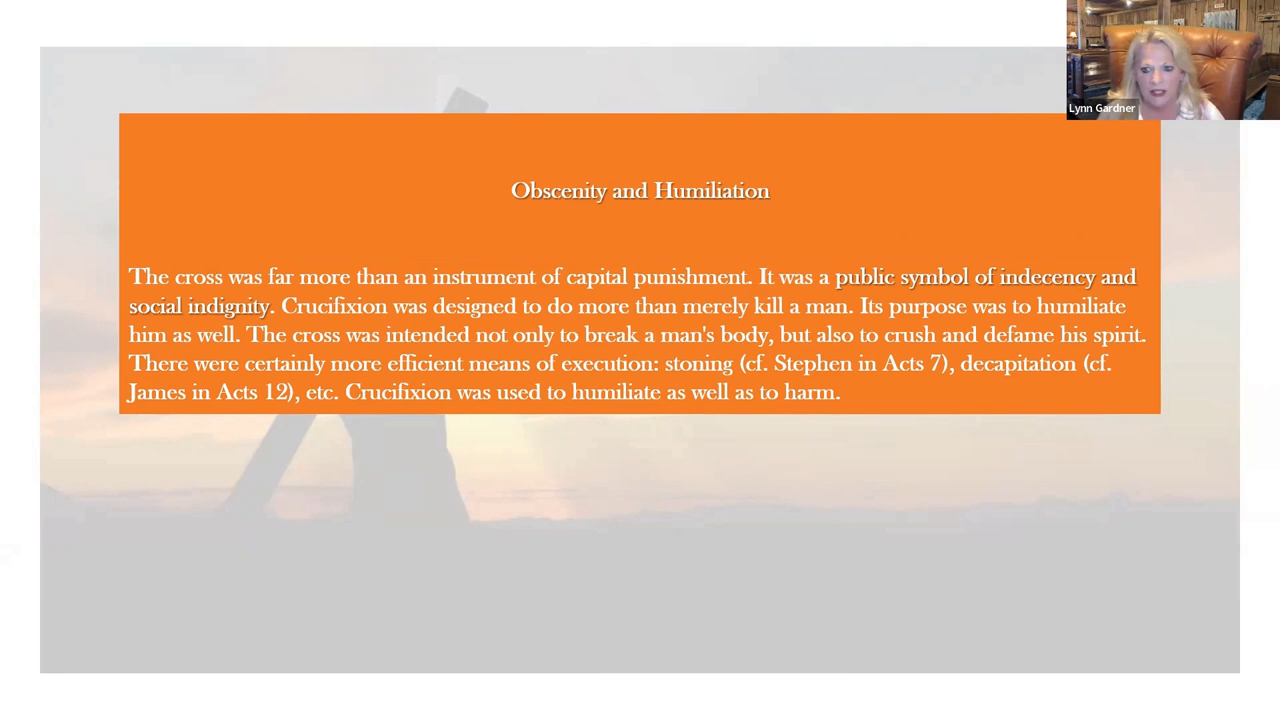 Lynn Gardner
Obscenity and Humiliation
The cross was far more than an instrument of capital punishment. It was a public symbol of indecency and
social indignity. Crucifixion was designed to do more than merely kill a man. Its purpose was to humiliate
him as well. The cross was intended not only to break a man's body, but also to crush and defame his spirit.
There were certainly more efficient means of execution: stoning (cf. Stephen in Acts 7), decapitation (cf.
James in Acts 12), etc. Crucifixion was used to humiliate as well as to harm.